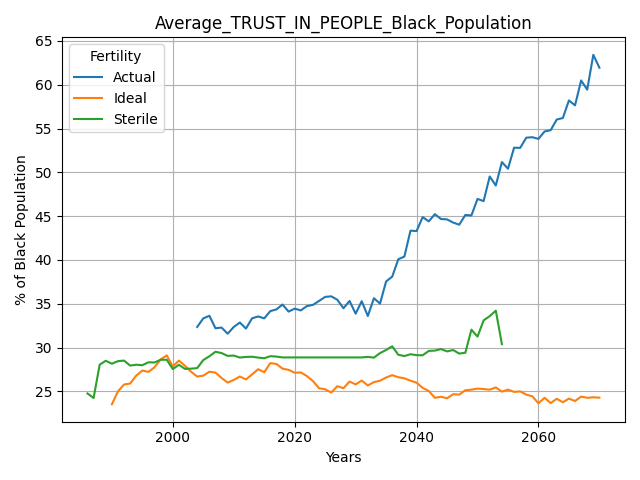 Average_TRUST_IN_PEOPLE_Black_Population
65
60
55
50
45
40
35
30
25
% of Black Population
Fertility
Actual
Ideal
Sterile
2000 2020 2040 2060
Years